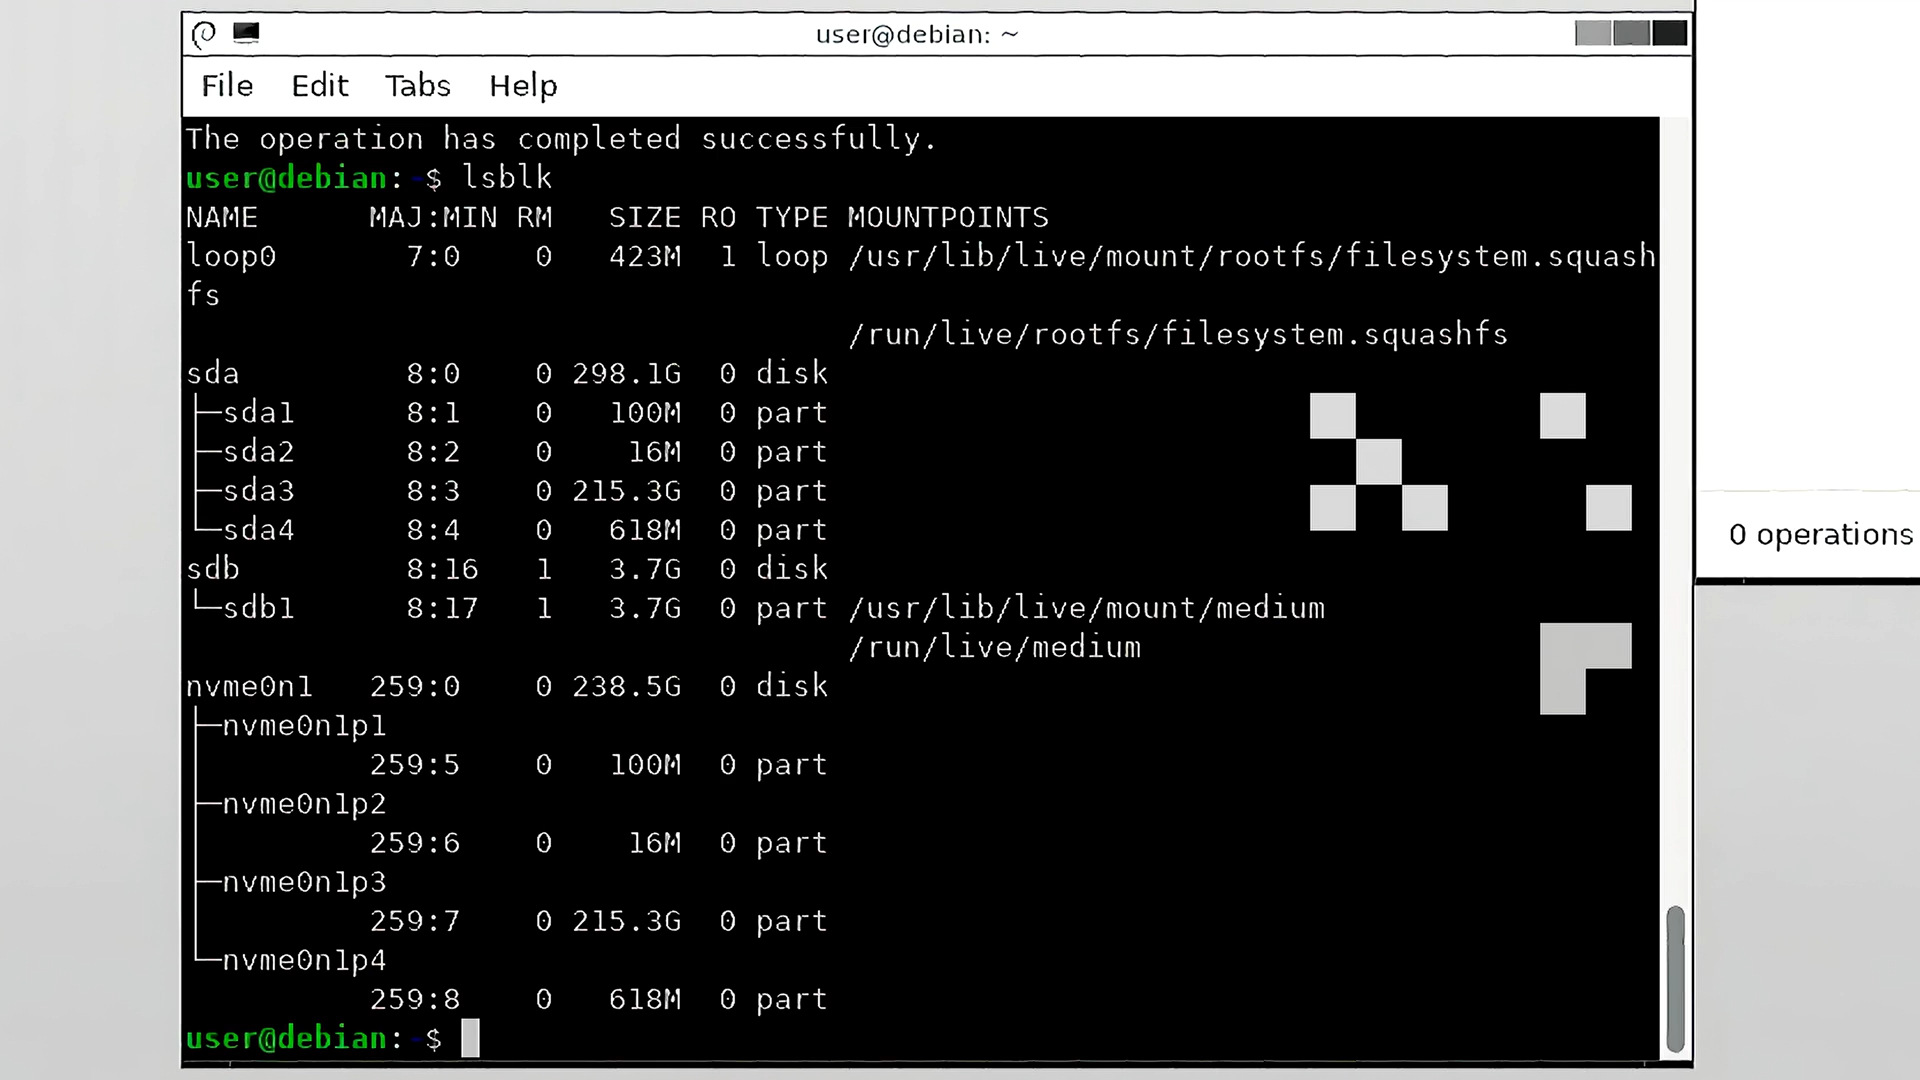 user@debian: ~
File Edit Tabs Help
The operation has completed successfully.
user@debian:~$ lsblk
NAME MAJ:MIN RM SIZE RO TYPE MOUNTPOINTS
loop0 7:0 0 423M 1 loop /usr/lib/live/mount/rootfs/filesystem.squash
fs
/run/live/rootfs/filesystem.squashfs
sda 8:0 0 298.1G 0 disk
├─sda1 8:1 0 100M 0 part
├─sda2 8:2 0 16M 0 part
├─sda3 8:3 0 215.3G 0 part
└─sda4 8:4 0 618M 0 part
sdb 8:16 1 3.7G 0 disk
└─sdb1 8:17 1 3.7G 0 part /usr/lib/live/mount/medium
/run/live/medium
nvme0n1 259:0 0 238.5G 0 disk
├─nvme0n1p1
259:5 0 100M 0 part
├─nvme0n1p2
259:6 0 16M 0 part
├─nvme0n1p3
259:7 0 215.3G 0 part
└─nvme0n1p4
259:8 0 618M 0 part
user@debian:~$
0 operations